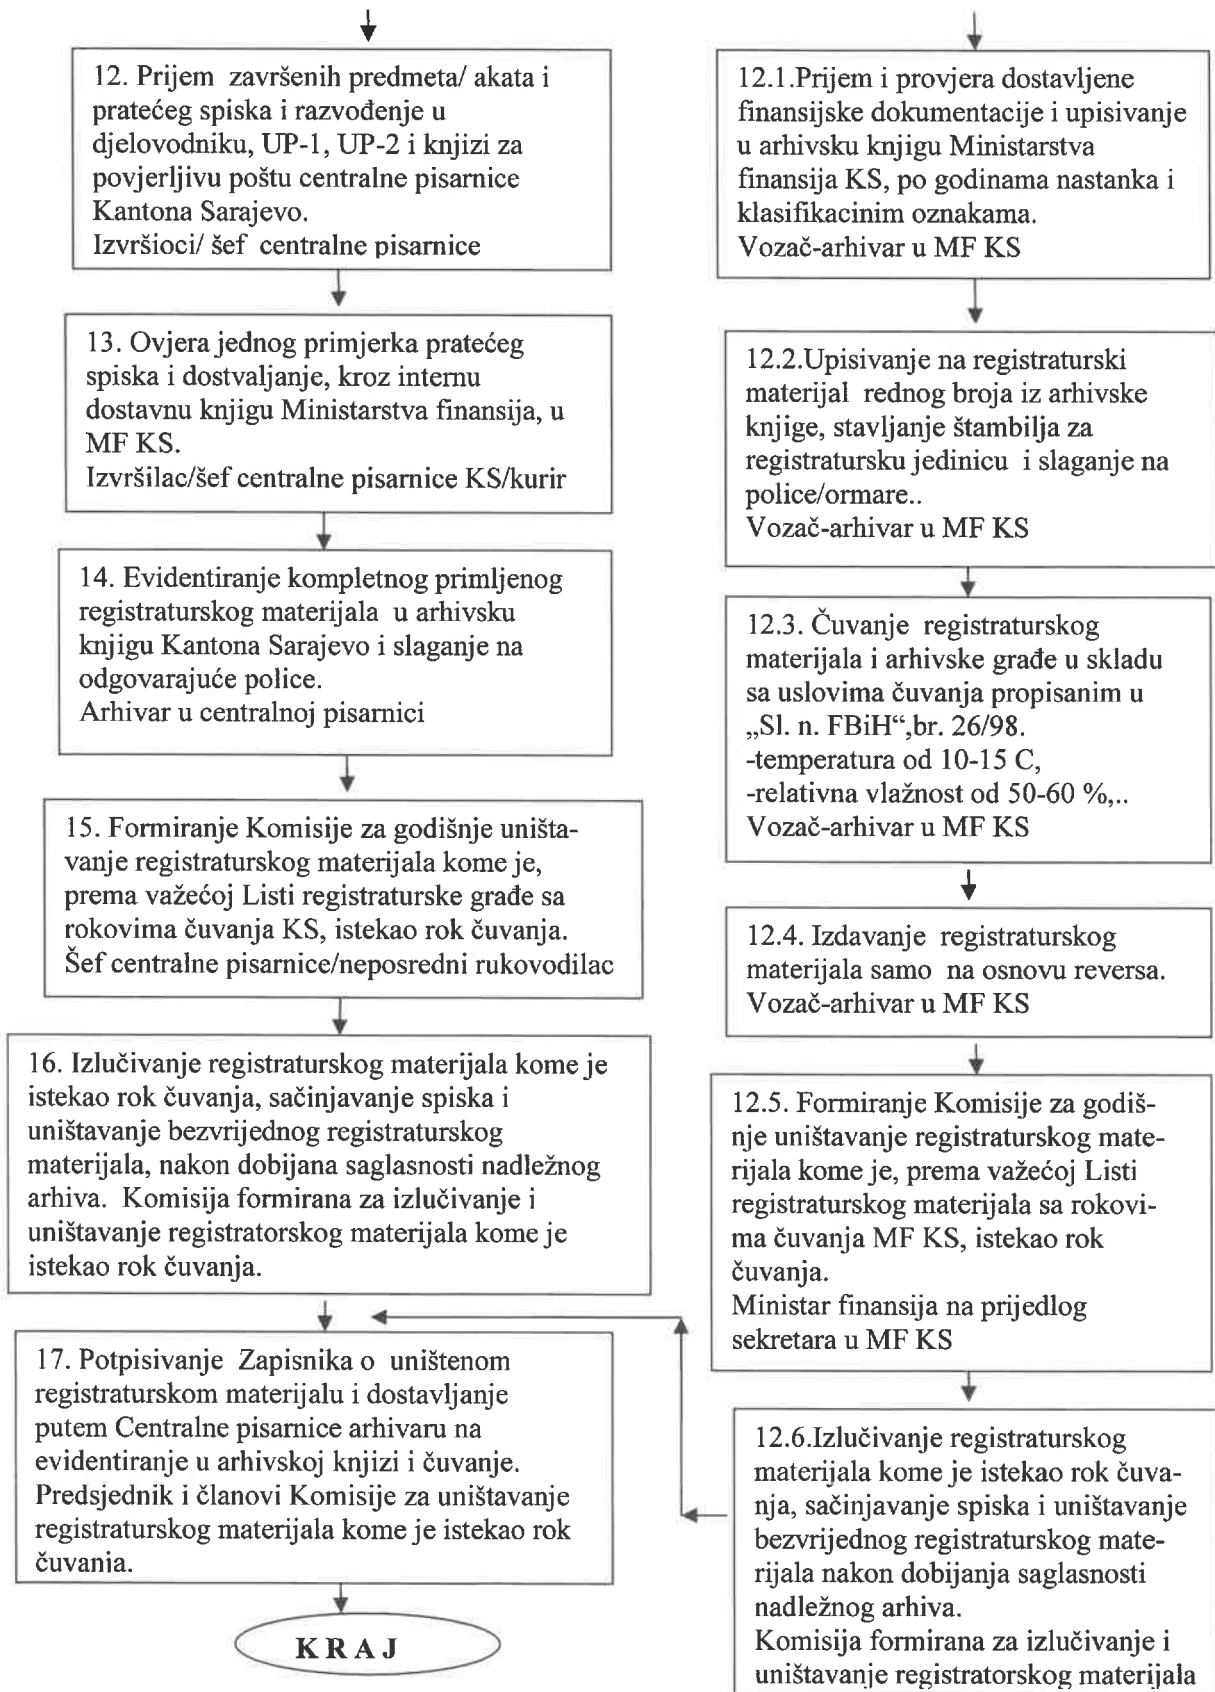 12. Prijem završenih predmeta/ akata i
pratećeg spiska i razvođenje u
djelovodniku, UP-1, UP-2 i knjizi za
povjerljivu poštu centralne pisarnice
Kantona Sarajevo.
Izvršioci/ šef centralne pisarnice
13. Ovjera jednog primjerka pratećeg
spiska i dostvaljanje, kroz internu
dostavnu knjigu Ministarstva finansija, u
MF KS.
Izvršilac/šef centralne pisarnice KS/kurir
14. Evidentiranje kompletnog primljenog
registraturskog materijala u arhivsku
knjigu Kantona Sarajevo i slaganje na
odgovarajuće police.
Arhivar u centralnoj pisarnici
15. Formiranje Komisije za godišnje uništa-
vanje registraturskog materijala kome je,
prema važećoj Listi registraturske građe sa
rokovima čuvanja KS, istekao rok čuvanja.
Šef centralne pisarnice/neposredni rukovodilac
16. Izlučivanje registraturskog materijala kome je
istekao rok čuvanja, sačinjavanje spiska i
uništavanje bezvrijednog registraturskog
materijala, nakon dobijana saglasnosti nadležnog
arhiva. Komisija formirana za izlučivanje i
uništavanje registratorskog materijala kome je
istekao rok čuvanja.
17. Potpisivanje Zapisnika o uništenom
registraturskom materijalu i dostavljanje
putem Centralne pisarnice arhivaru na
evidentiranje u arhivskoj knjizi i čuvanje.
Predsjednik i članovi Komisije za uništavanje
registraturskog materijala kome je istekao rok
čuvanja.
K R A J
12.1.Prijem i provjera dostavljene
finansijske dokumentacije i upisivanje
u arhivsku knjigu Ministarstva
finansija KS, po godinama nastanka i
klasifikacinim oznakama.
Vozač-arhivar u MF KS
12.2.Upisivanje na registraturski
materijal rednog broja iz arhivske
knjige, stavljanje štambilja za
registratursku jedinicu i slaganje na
police/ormare..
Vozač-arhivar u MF KS
12.3. Čuvanje registraturskog
materijala i arhivske građe u skladu
sa uslovima čuvanja propisanim u
„Sl. n. FBiH“,br. 26/98.
-temperatura od 10-15 C,
-relativna vlažnost od 50-60 %,..
Vozač-arhivar u MF KS
12.4. Izdavanje registraturskog
materijala samo na osnovu reversa.
Vozač-arhivar u MF KS
12.5. Formiranje Komisije za godiš-
nje uništavanje registraturskog mate-
rijala kome je, prema važećoj Listi
registraturskog materijala sa rokovi-
ma čuvanja MF KS, istekao rok
čuvanja.
Ministar finansija na prijedlog
sekretara u MF KS
12.6.Izlučivanje registraturskog
materijala kome je istekao rok čuva-
nja, sačinjavanje spiska i uništavanje
bezvrijednog registraturskog mate-
rijala nakon dobijanja saglasnosti
nadležnog arhiva.
Komisija formirana za izlučivanje i
uništavanje registratorskog materijala